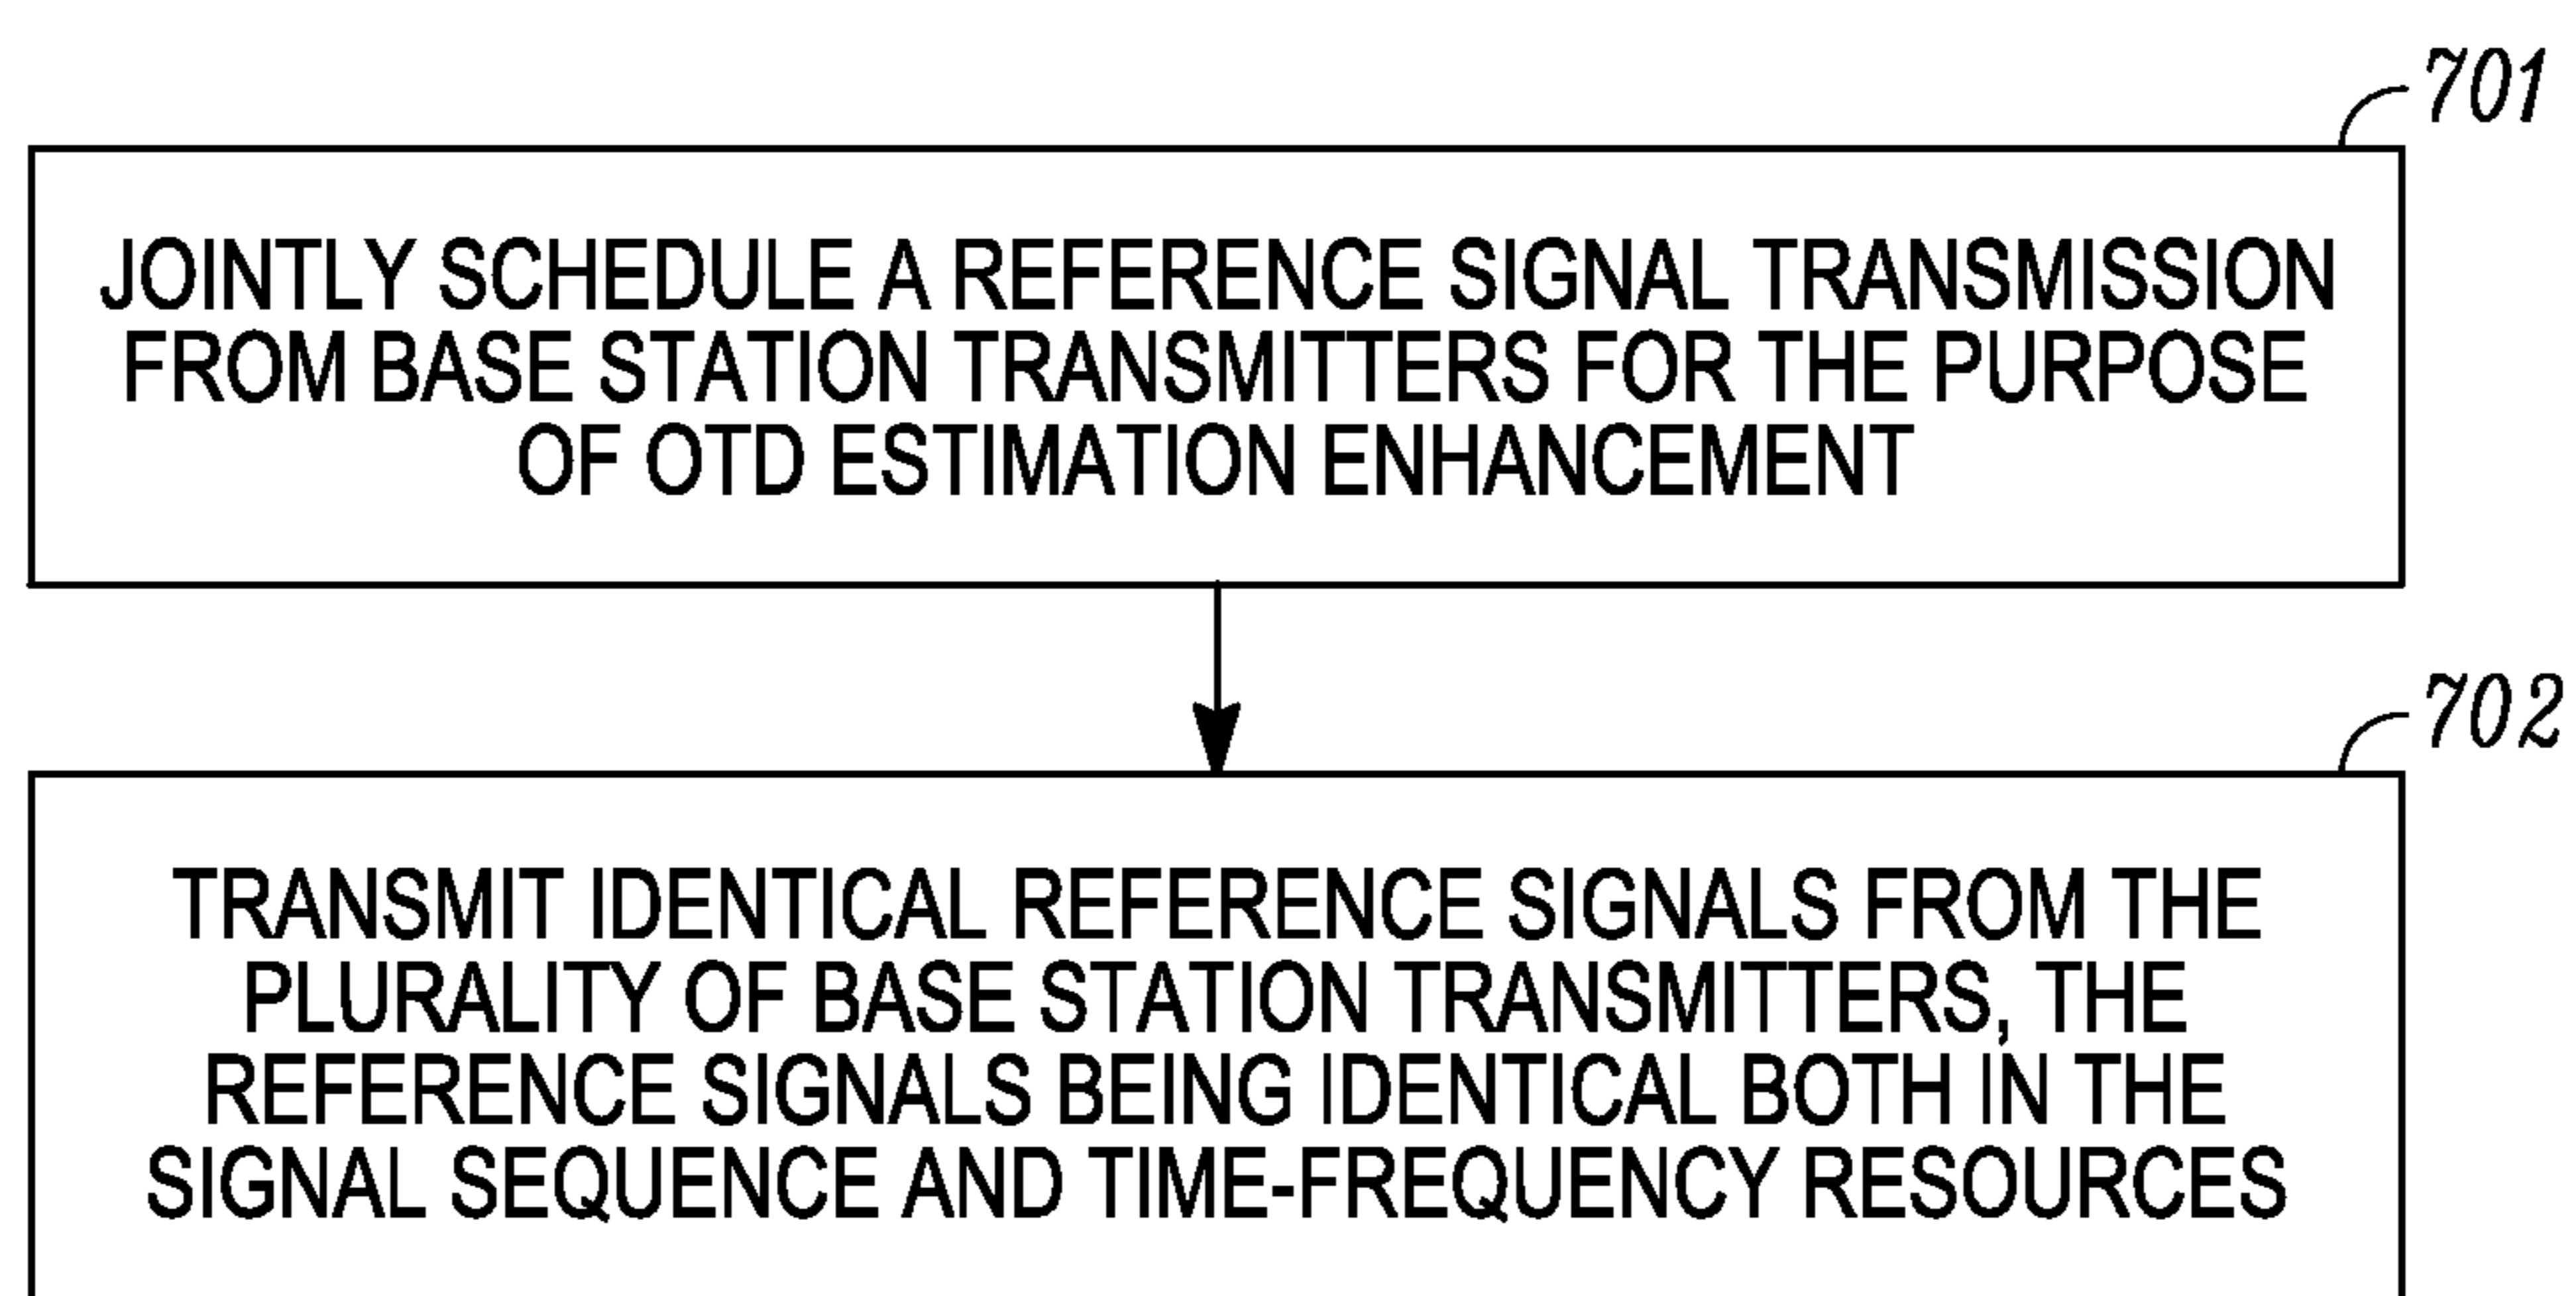 701
JOINTLY SCHEDULE A REFERENCE SIGNAL TRANSMISSION
FROM BASE STATION TRANSMITTERS FOR THE PURPOSE
OF OTD ESTIMATION ENHANCEMENT
702
TRANSMIT IDENTICAL REFERENCE SIGNALS FROM THE
PLURALITY OF BASE STATION TRANSMITTERS, THE
REFERENCE SIGNALS BEING IDENTICAL BOTH IN THE
SIGNAL SEQUENCE AND TIME-FREQUENCY RESOURCES